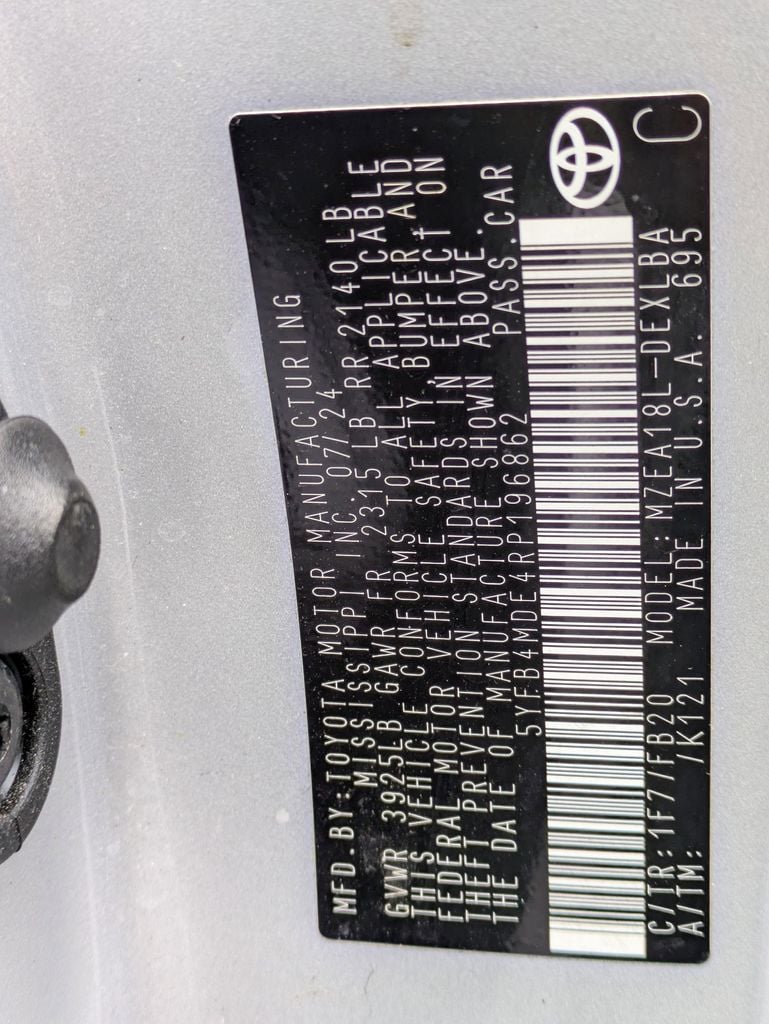 MFD.BY:TOYOTA MOTOR MANUFACTURING
MISSISSIPPI INC. 07/24
GVWR 3925LB GAWR FR 2315 LB RR 2140LB
THIS VEHICLE CONFORMS TO ALL APPLICABLE
FEDERAL MOTOR VEHICLE SAFETY, BUMPER, AND
THEFT PREVENTION STANDARDS IN EFFECT ON
THE DATE OF MANUFACTURE SHOWN ABOVE.
5YFB4MDE4RP196862 PASS.CAR
C/TR:1F7/FB20 MODEL:MZEA18L-DEXLBA
A/TM: /K121 MADE IN U.S.A. 695
C